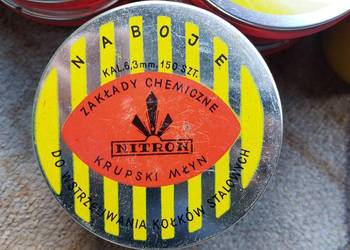 NABOJE
KAL. 6,3mm. 150 SZT.
ZAKŁADY CHEMICZNE
NITRON
KRUPSKI MŁYN
DO WSTRZELIWANIA KOŁKÓW STALOWYCH